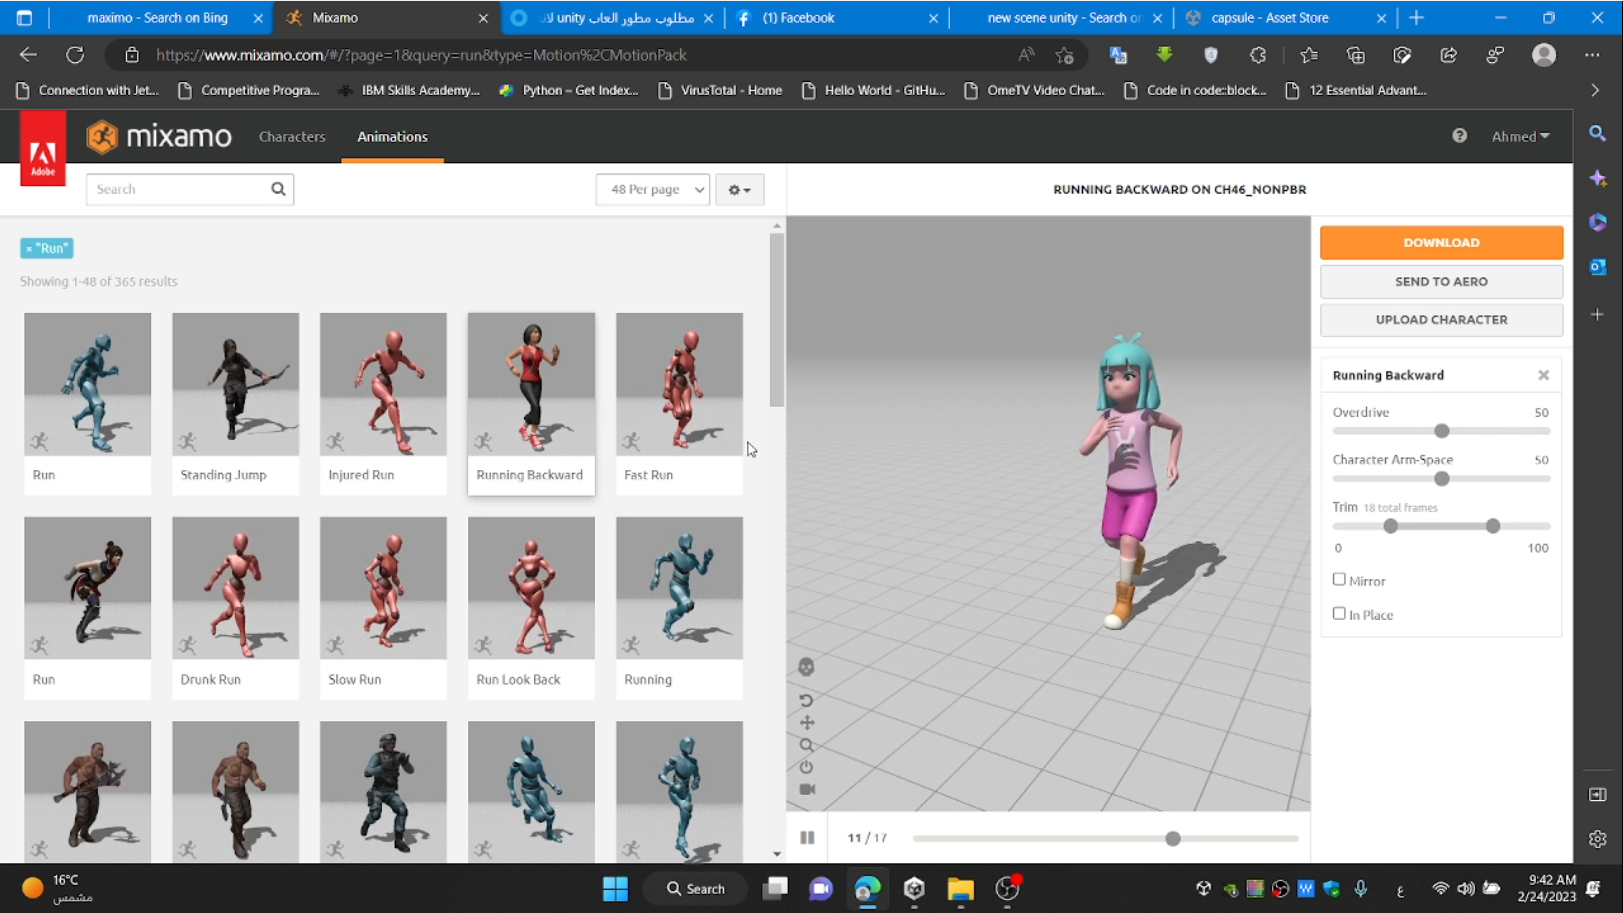 maximo - Search on Bing
Mixamo
مطلوب مطور العاب unity لان
(1) Facebook
new scene unity - Search on
capsule - Asset Store
https://www.mixamo.com/#/?page=1&query=run&type=Motion%2CMotionPack
Connection with Jet...
Competitive Progra...
IBM Skills Academy...
Python – Get Index...
VirusTotal - Home
Hello World - GitHu...
OmeTV Video Chat...
Code in code::block...
12 Essential Advant...
Adobe
mixamo
Characters
Animations
Ahmed
Search
48 Per page
RUNNING BACKWARD ON CH46_NONPBR
× "Run"
Showing 1-48 of 365 results
Run
Standing Jump
Injured Run
Running Backward
Fast Run
Run
Drunk Run
Slow Run
Run Look Back
Running
DOWNLOAD
SEND TO AERO
UPLOAD CHARACTER
Running Backward
Overdrive 50
Character Arm-Space 50
Trim 18 total frames
0 100
Mirror
In Place
11 / 17
16°C
مشمس
Search
ع
9:42 AM
2/24/2023